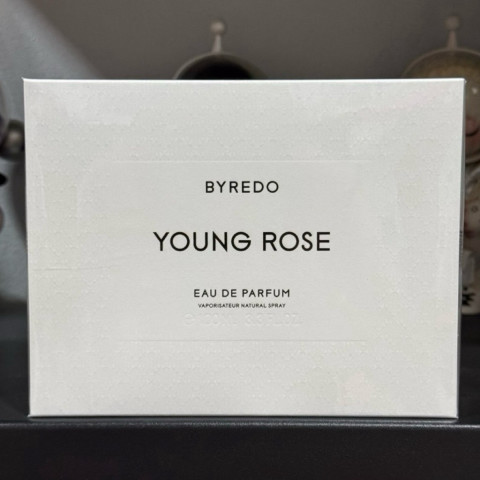 BYREDO
YOUNG ROSE
EAU DE PARFUM
VAPORISATEUR NATURAL SPRAY